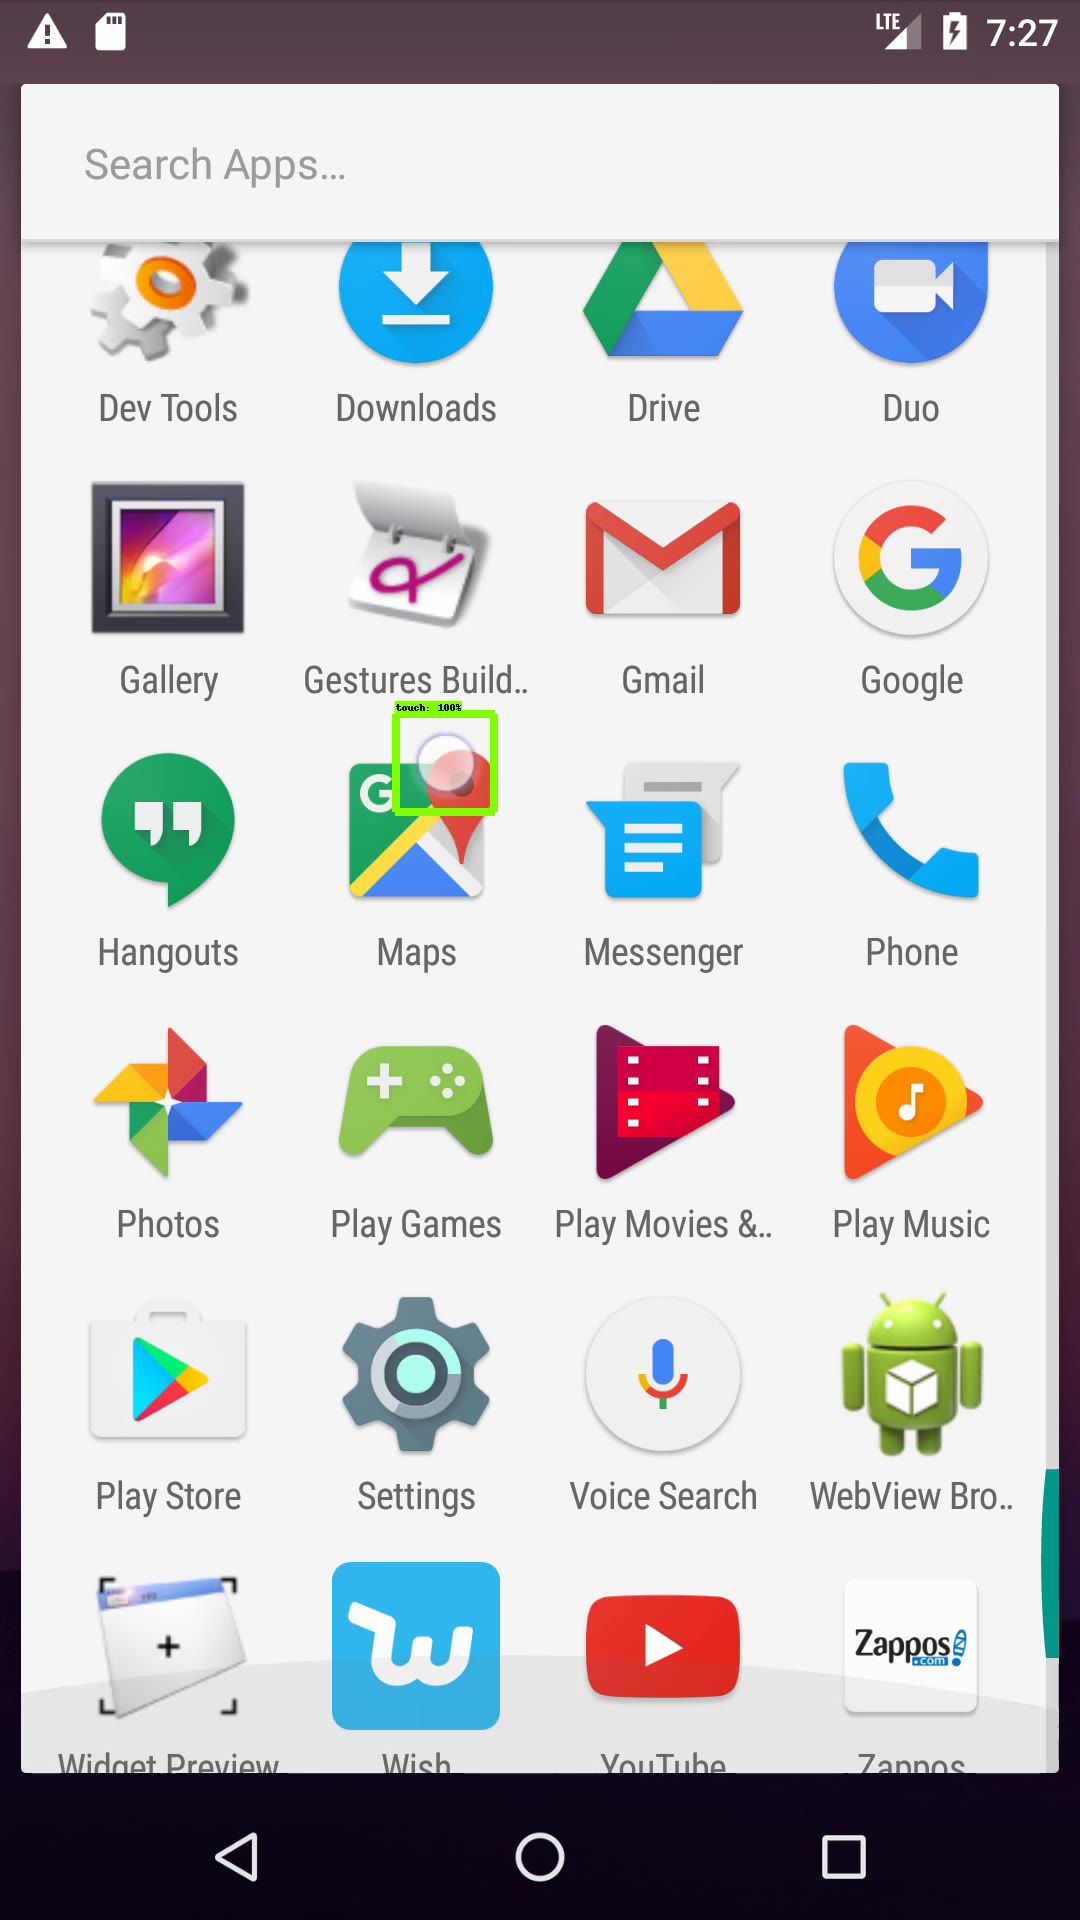 LTE 7:27
Search Apps...
Dev Tools Downloads Drive Duo
Gallery Gestures Build.. Gmail Google
touch: 100%
G
Hangouts Maps Messenger Phone
Photos Play Games Play Movies &.. Play Music
Play Store Settings Voice Search WebView Bro..
Zappos
.com
Widget Preview Wish YouTube Zappos